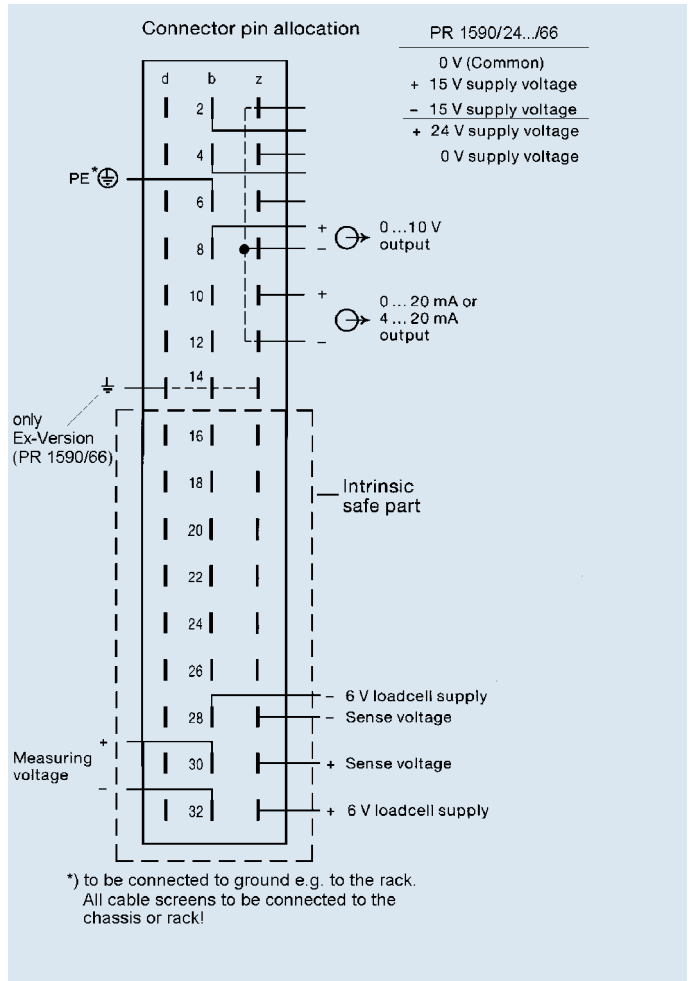 Connector pin allocation
PR 1590/24.../66
0 V (Common)
+ 15 V supply voltage
– 15 V supply voltage
+ 24 V supply voltage
0 V supply voltage
d b z
2
4
PE*)
6
8
+
–
0 ... 10 V
output
10
12
+
–
0 ... 20 mA or
4 ... 20 mA
output
14
only
Ex-Version
(PR 1590/66)
16
18
Intrinsic
safe part
20
22
24
26
28
– 6 V loadcell supply
– Sense voltage
Measuring
voltage
+
–
30
+ Sense voltage
32
+ 6 V loadcell supply
*) to be connected to ground e.g. to the rack.
All cable screens to be connected to the
chassis or rack!